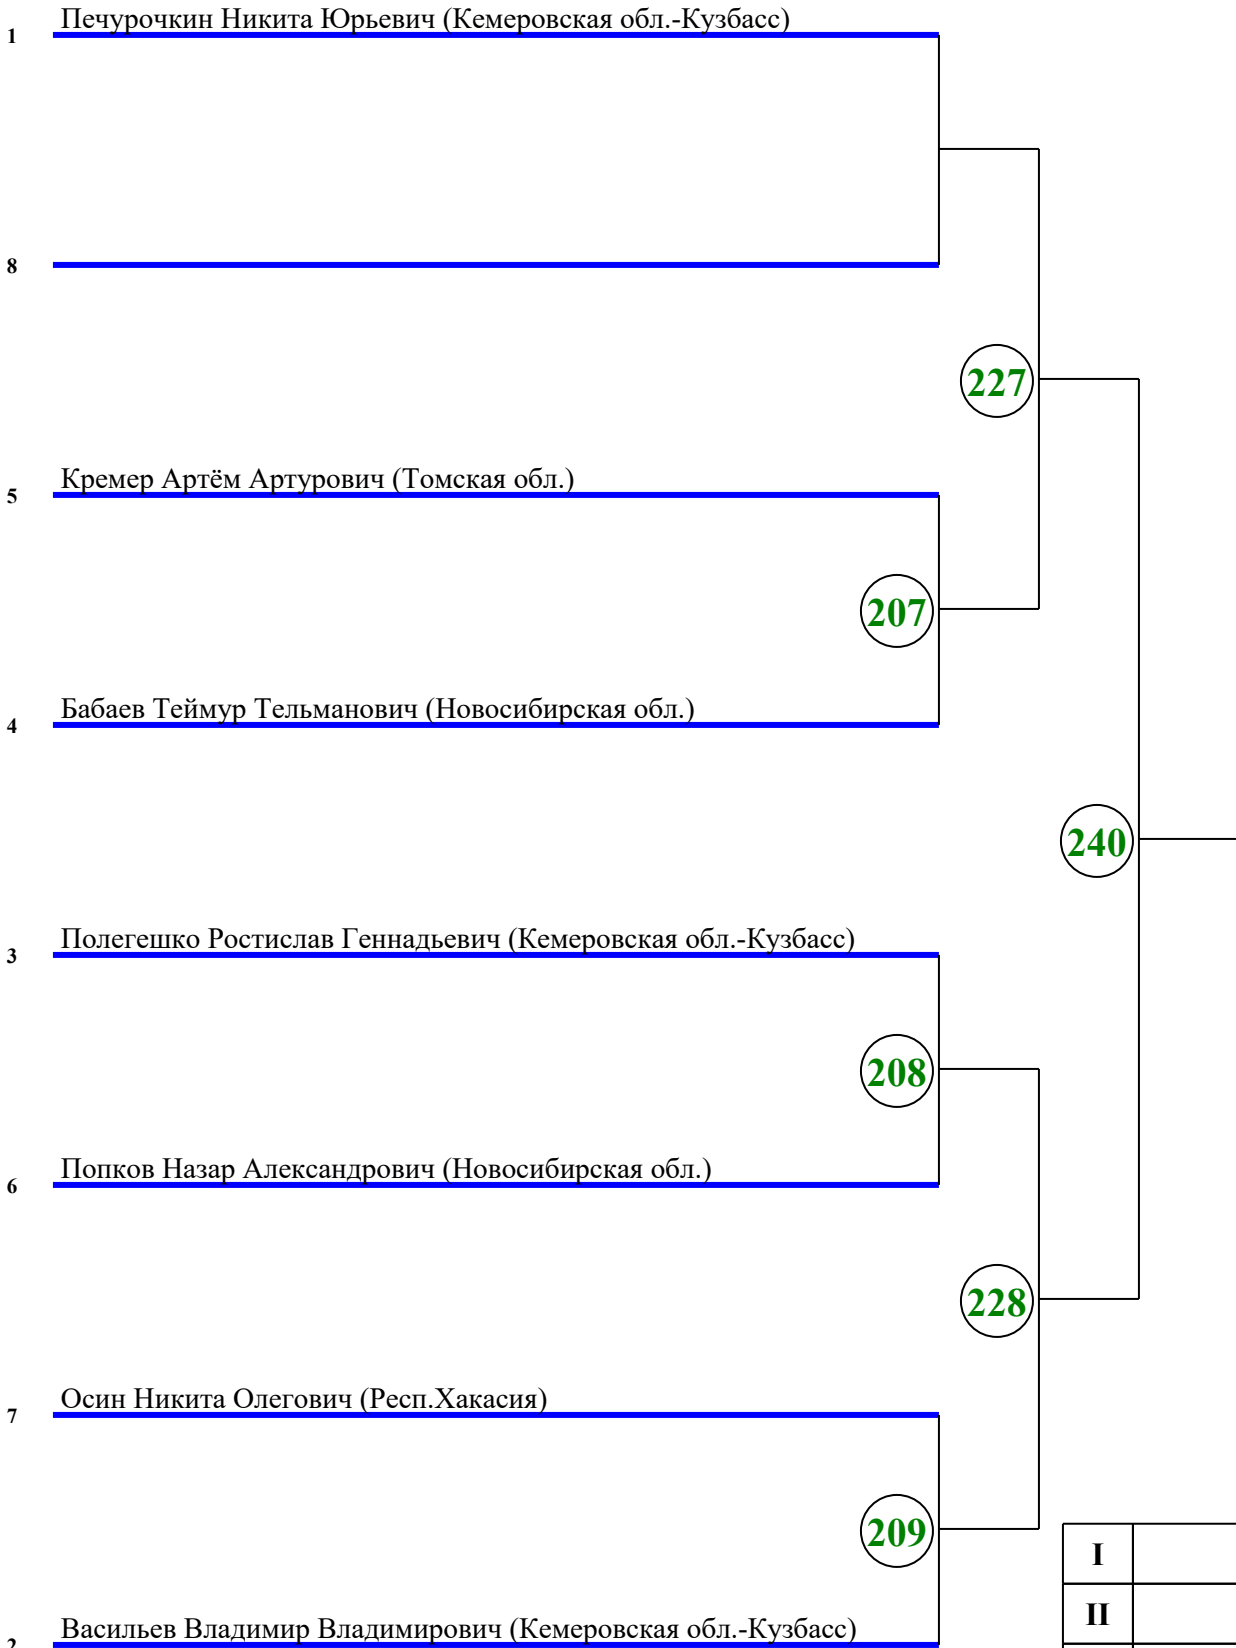 Печурочкин Никита Юрьевич (Кемеровская обл.-Кузбасс)
1
8
227
Кремер Артём Артурович (Томская обл.)
5
207
Бабаев Теймур Тельманович (Новосибирская обл.)
4
240
Полегешко Ростислав Геннадьевич (Кемеровская обл.-Кузбасс)
3
208
Попков Назар Александрович (Новосибирская обл.)
6
228
Осин Никита Олегович (Респ.Хакасия)
7
209
I
II
Васильев Владимир Владимирович (Кемеровская обл.-Кузбасс)
2